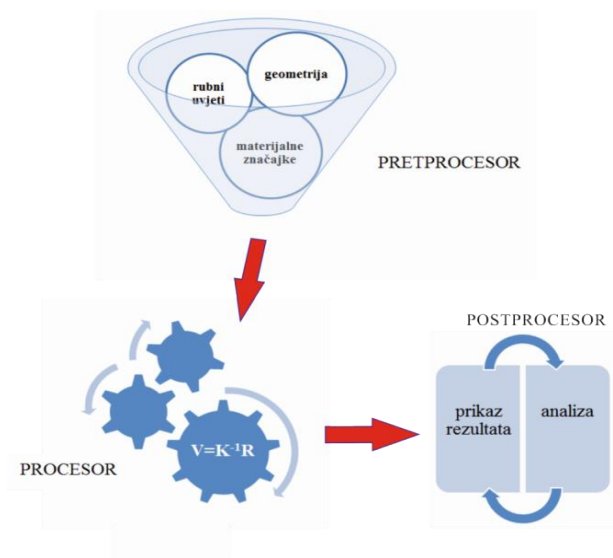 geometrija
rubni
uvjeti
materijalne
značajke
PRETPROCESOR
POSTPROCESOR
prikaz
rezultata
analiza
V=K⁻¹R
PROCESOR